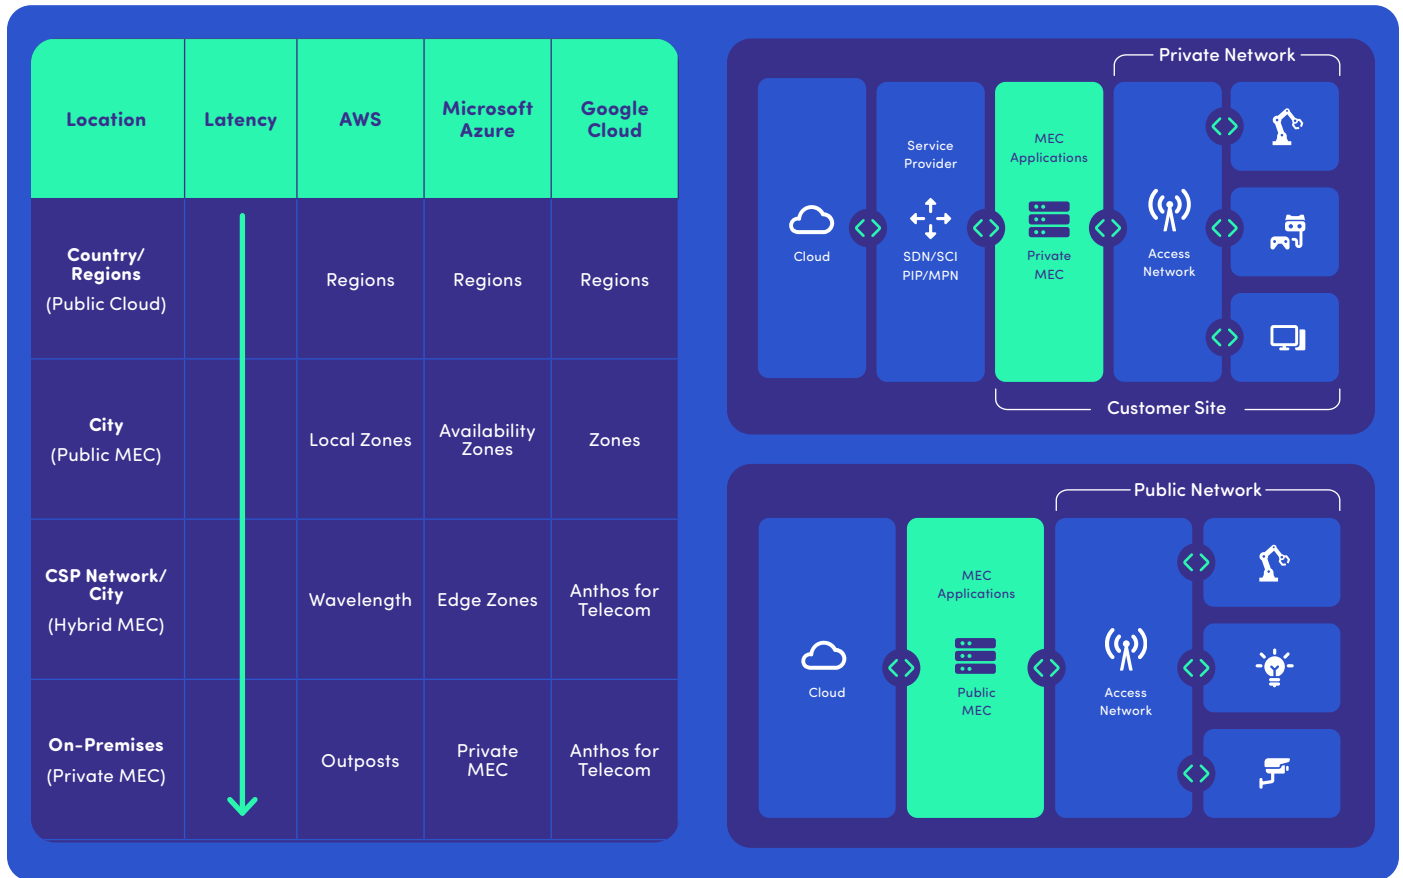 Location
Latency
AWS
Microsoft
Azure
Google
Cloud
Country/
Regions
(Public Cloud)
Regions
Regions
Regions
City
(Public MEC)
Local Zones
Availability
Zones
Zones
CSP Network/
City
(Hybrid MEC)
Wavelength
Edge Zones
Anthos for
Telecom
On-Premises
(Private MEC)
Outposts
Private
MEC
Anthos for
Telecom
Private Network
Cloud
Service
Provider
SDN/SCI
PIP/MPN
MEC
Applications
Private
MEC
Access
Network
Customer Site
Public Network
Cloud
MEC
Applications
Public
MEC
Access
Network